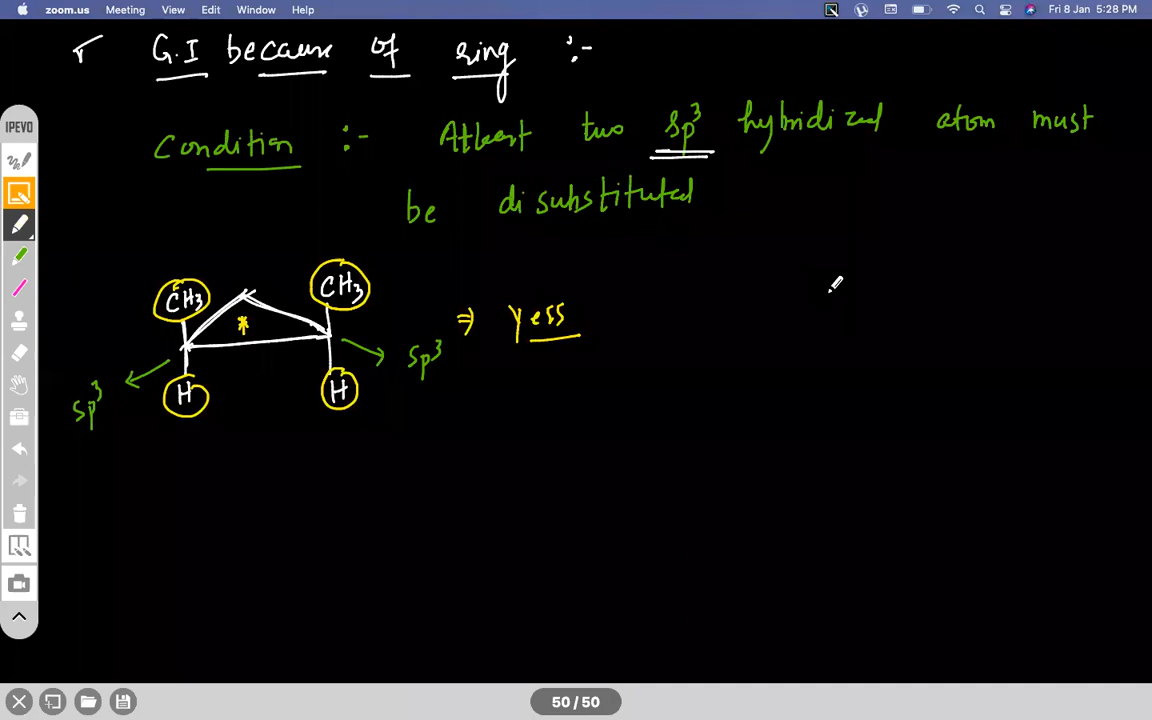 zoom.us Meeting View Edit Window Help Fri 8 Jan 5:28 PM
G.I because of ring :-
IPEVO
Condition :- Atleast two sp³ hybridized atom must
be disubstituted
CH₃ CH₃
* ⇒ yess
sp³
H H
sp³
50 / 50